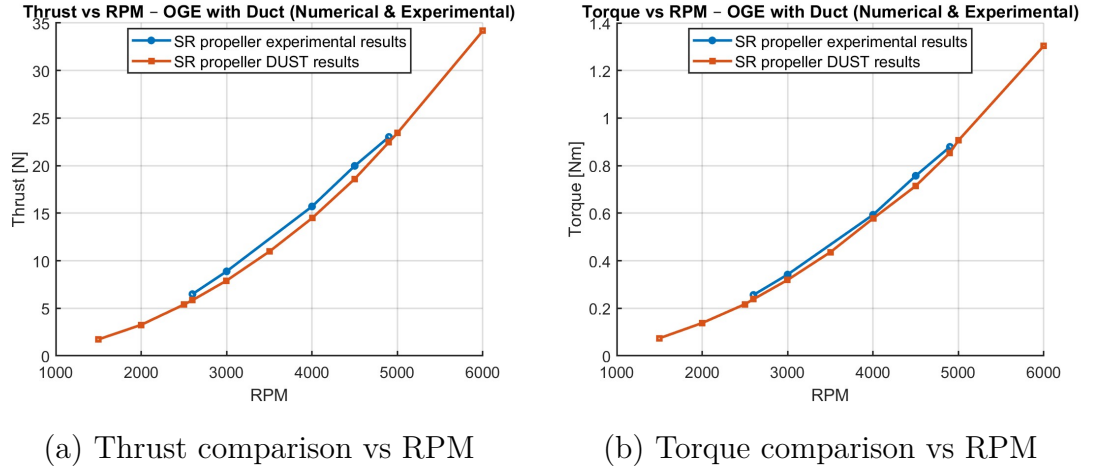 Thrust vs RPM – OGE with Duct (Numerical & Experimental)
SR propeller experimental results
SR propeller DUST results
35
30
25
20
15
10
5
0
Thrust [N]
1000 2000 3000 4000 5000 6000
RPM
(a) Thrust comparison vs RPM
Torque vs RPM – OGE with Duct (Numerical & Experimental)
SR propeller experimental results
SR propeller DUST results
1.4
1.2
1
0.8
0.6
0.4
0.2
0
Torque [Nm]
1000 2000 3000 4000 5000 6000
RPM
(b) Torque comparison vs RPM